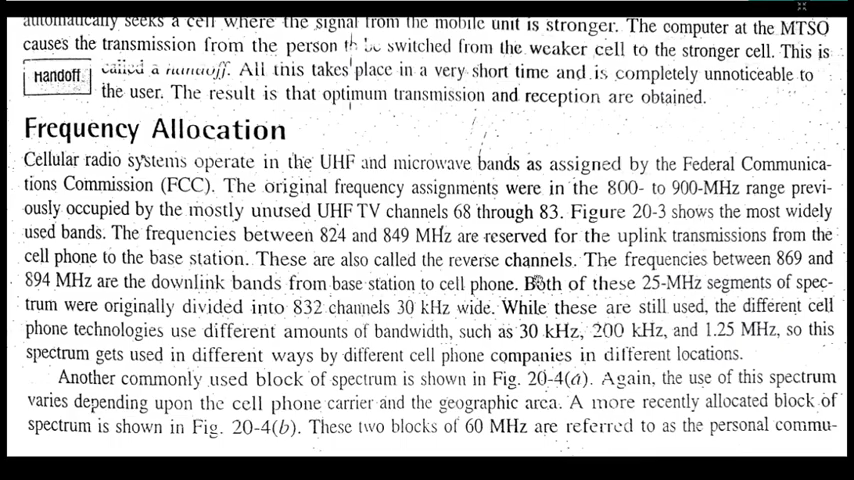 automatically seeks a cell where the signal from the mobile unit is stronger. The computer at the MTSO
causes the transmission from the person to be switched from the weaker cell to the stronger cell. This is
Handoff
called a handoff. All this takes place in a very short time and is completely unnoticeable to
the user. The result is that optimum transmission and reception are obtained.
Frequency Allocation
Cellular radio systems operate in the UHF and microwave bands as assigned by the Federal Communica-
tions Commission (FCC). The original frequency assignments were in the 800- to 900-MHz range previ-
ously occupied by the mostly unused UHF TV channels 68 through 83. Figure 20-3 shows the most widely
used bands. The frequencies between 824 and 849 MHz are reserved for the uplink transmissions from the
cell phone to the base station. These are also called the reverse channels. The frequencies between 869 and
894 MHz are the downlink bands from base station to cell phone. Both of these 25-MHz segments of spec-
trum were originally divided into 832 channels 30 kHz wide. While these are still used, the different cell
phone technologies use different amounts of bandwidth, such as 30 kHz, 200 kHz, and 1.25 MHz, so this
spectrum gets used in different ways by different cell phone companies in different locations.
Another commonly used block of spectrum is shown in Fig. 20-4(a). Again, the use of this spectrum
varies depending upon the cell phone carrier and the geographic area. A more recently allocated block of
spectrum is shown in Fig. 20-4(b). These two blocks of 60 MHz are referred to as the personal commu-